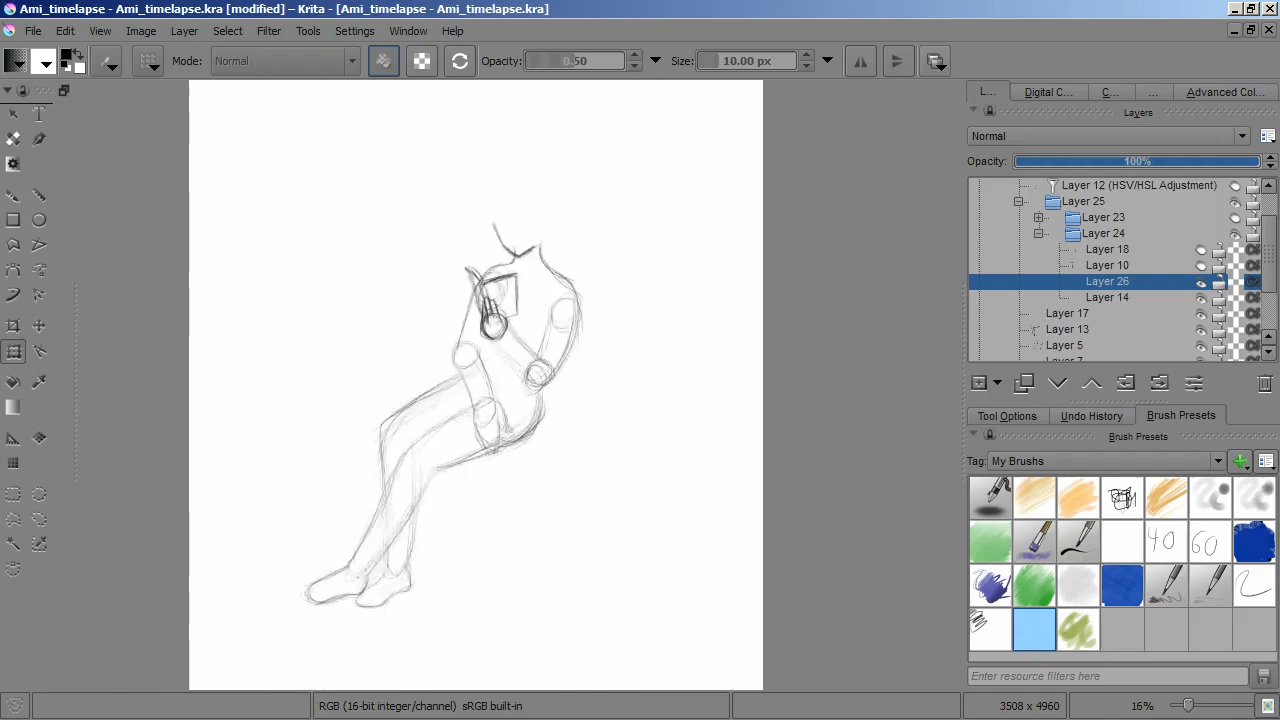 Ami_timelapse - Ami_timelapse.kra [modified] – Krita - [Ami_timelapse - Ami_timelapse.kra]
File Edit View Image Layer Select Filter Tools Settings Window Help
Mode: Normal Opacity: 0.50 Size: 10.00 px
L... Digital C... C... ... Advanced Col...
Layers
Normal
Opacity: 100%
Layer 12 (HSV/HSL Adjustment)
Layer 25
Layer 23
Layer 24
Layer 18
Layer 10
Layer 26
Layer 14
Layer 17
Layer 13
Layer 5
Layer 7
Tool Options Undo History Brush Presets
Brush Presets
Tag: My Brushs
40 60
Enter resource filters here
RGB (16-bit integer/channel) sRGB built-in 3508 x 4960 16%